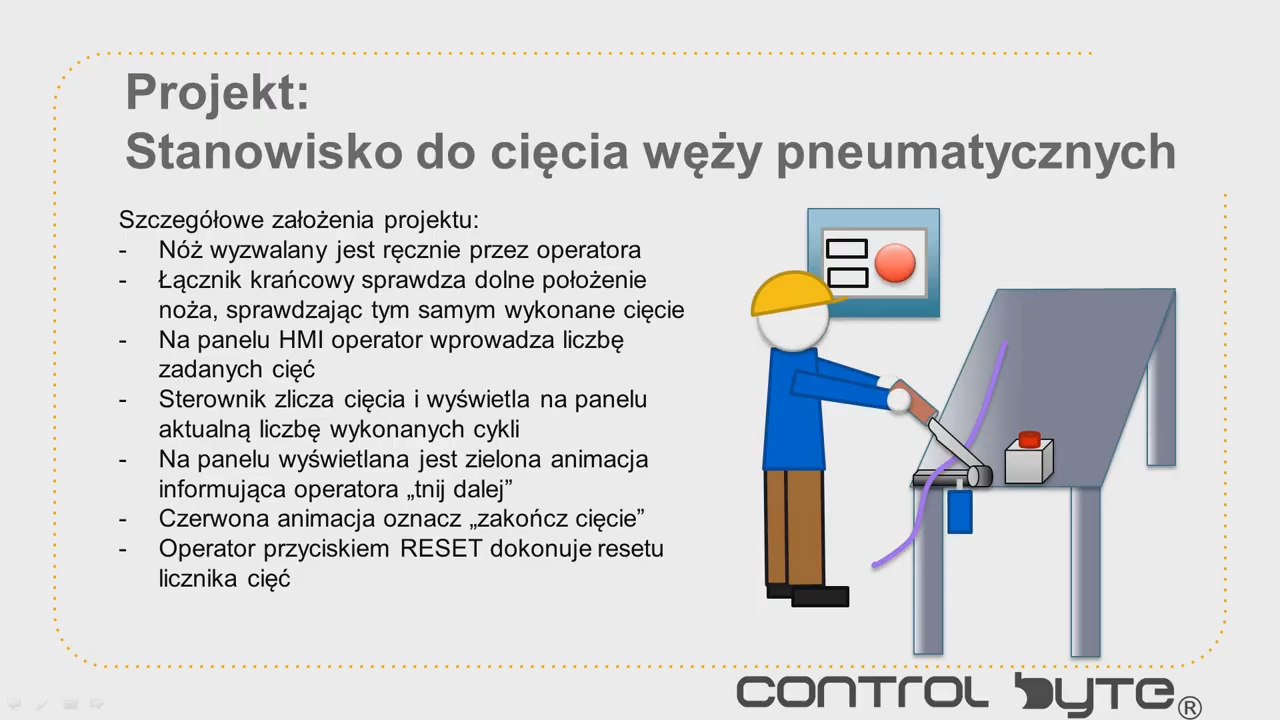 Projekt:
Stanowisko do cięcia węży pneumatycznych
Szczegółowe założenia projektu:
- Nóż wyzwalany jest ręcznie przez operatora
- Łącznik krańcowy sprawdza dolne położenie
noża, sprawdzając tym samym wykonane cięcie
- Na panelu HMI operator wprowadza liczbę
zadanych cięć
- Sterownik zlicza cięcia i wyświetla na panelu
aktualną liczbę wykonanych cykli
- Na panelu wyświetlana jest zielona animacja
informująca operatora „tnij dalej”
- Czerwona animacja oznacz „zakończ cięcie”
- Operator przyciskiem RESET dokonuje resetu
licznika cięć
CONTROL byTE®